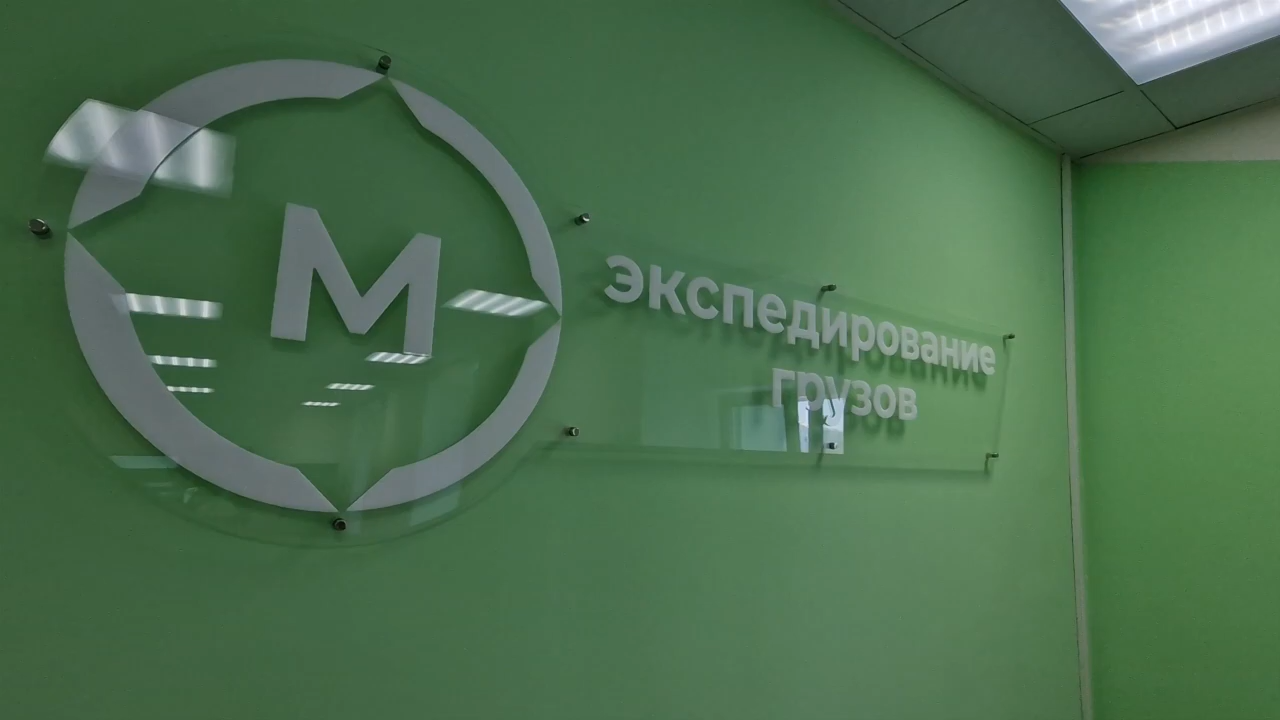 М
экспедирование
грузов